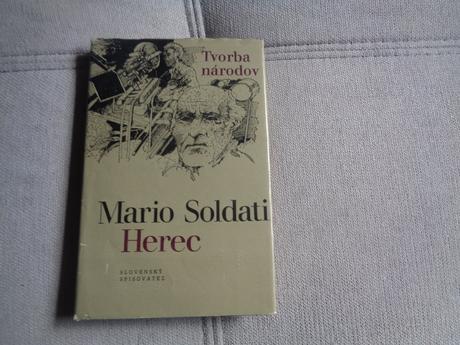 Tvorba
národov
Mario Soldati
Herec
SLOVENSKÝ
SPISOVATEĽ